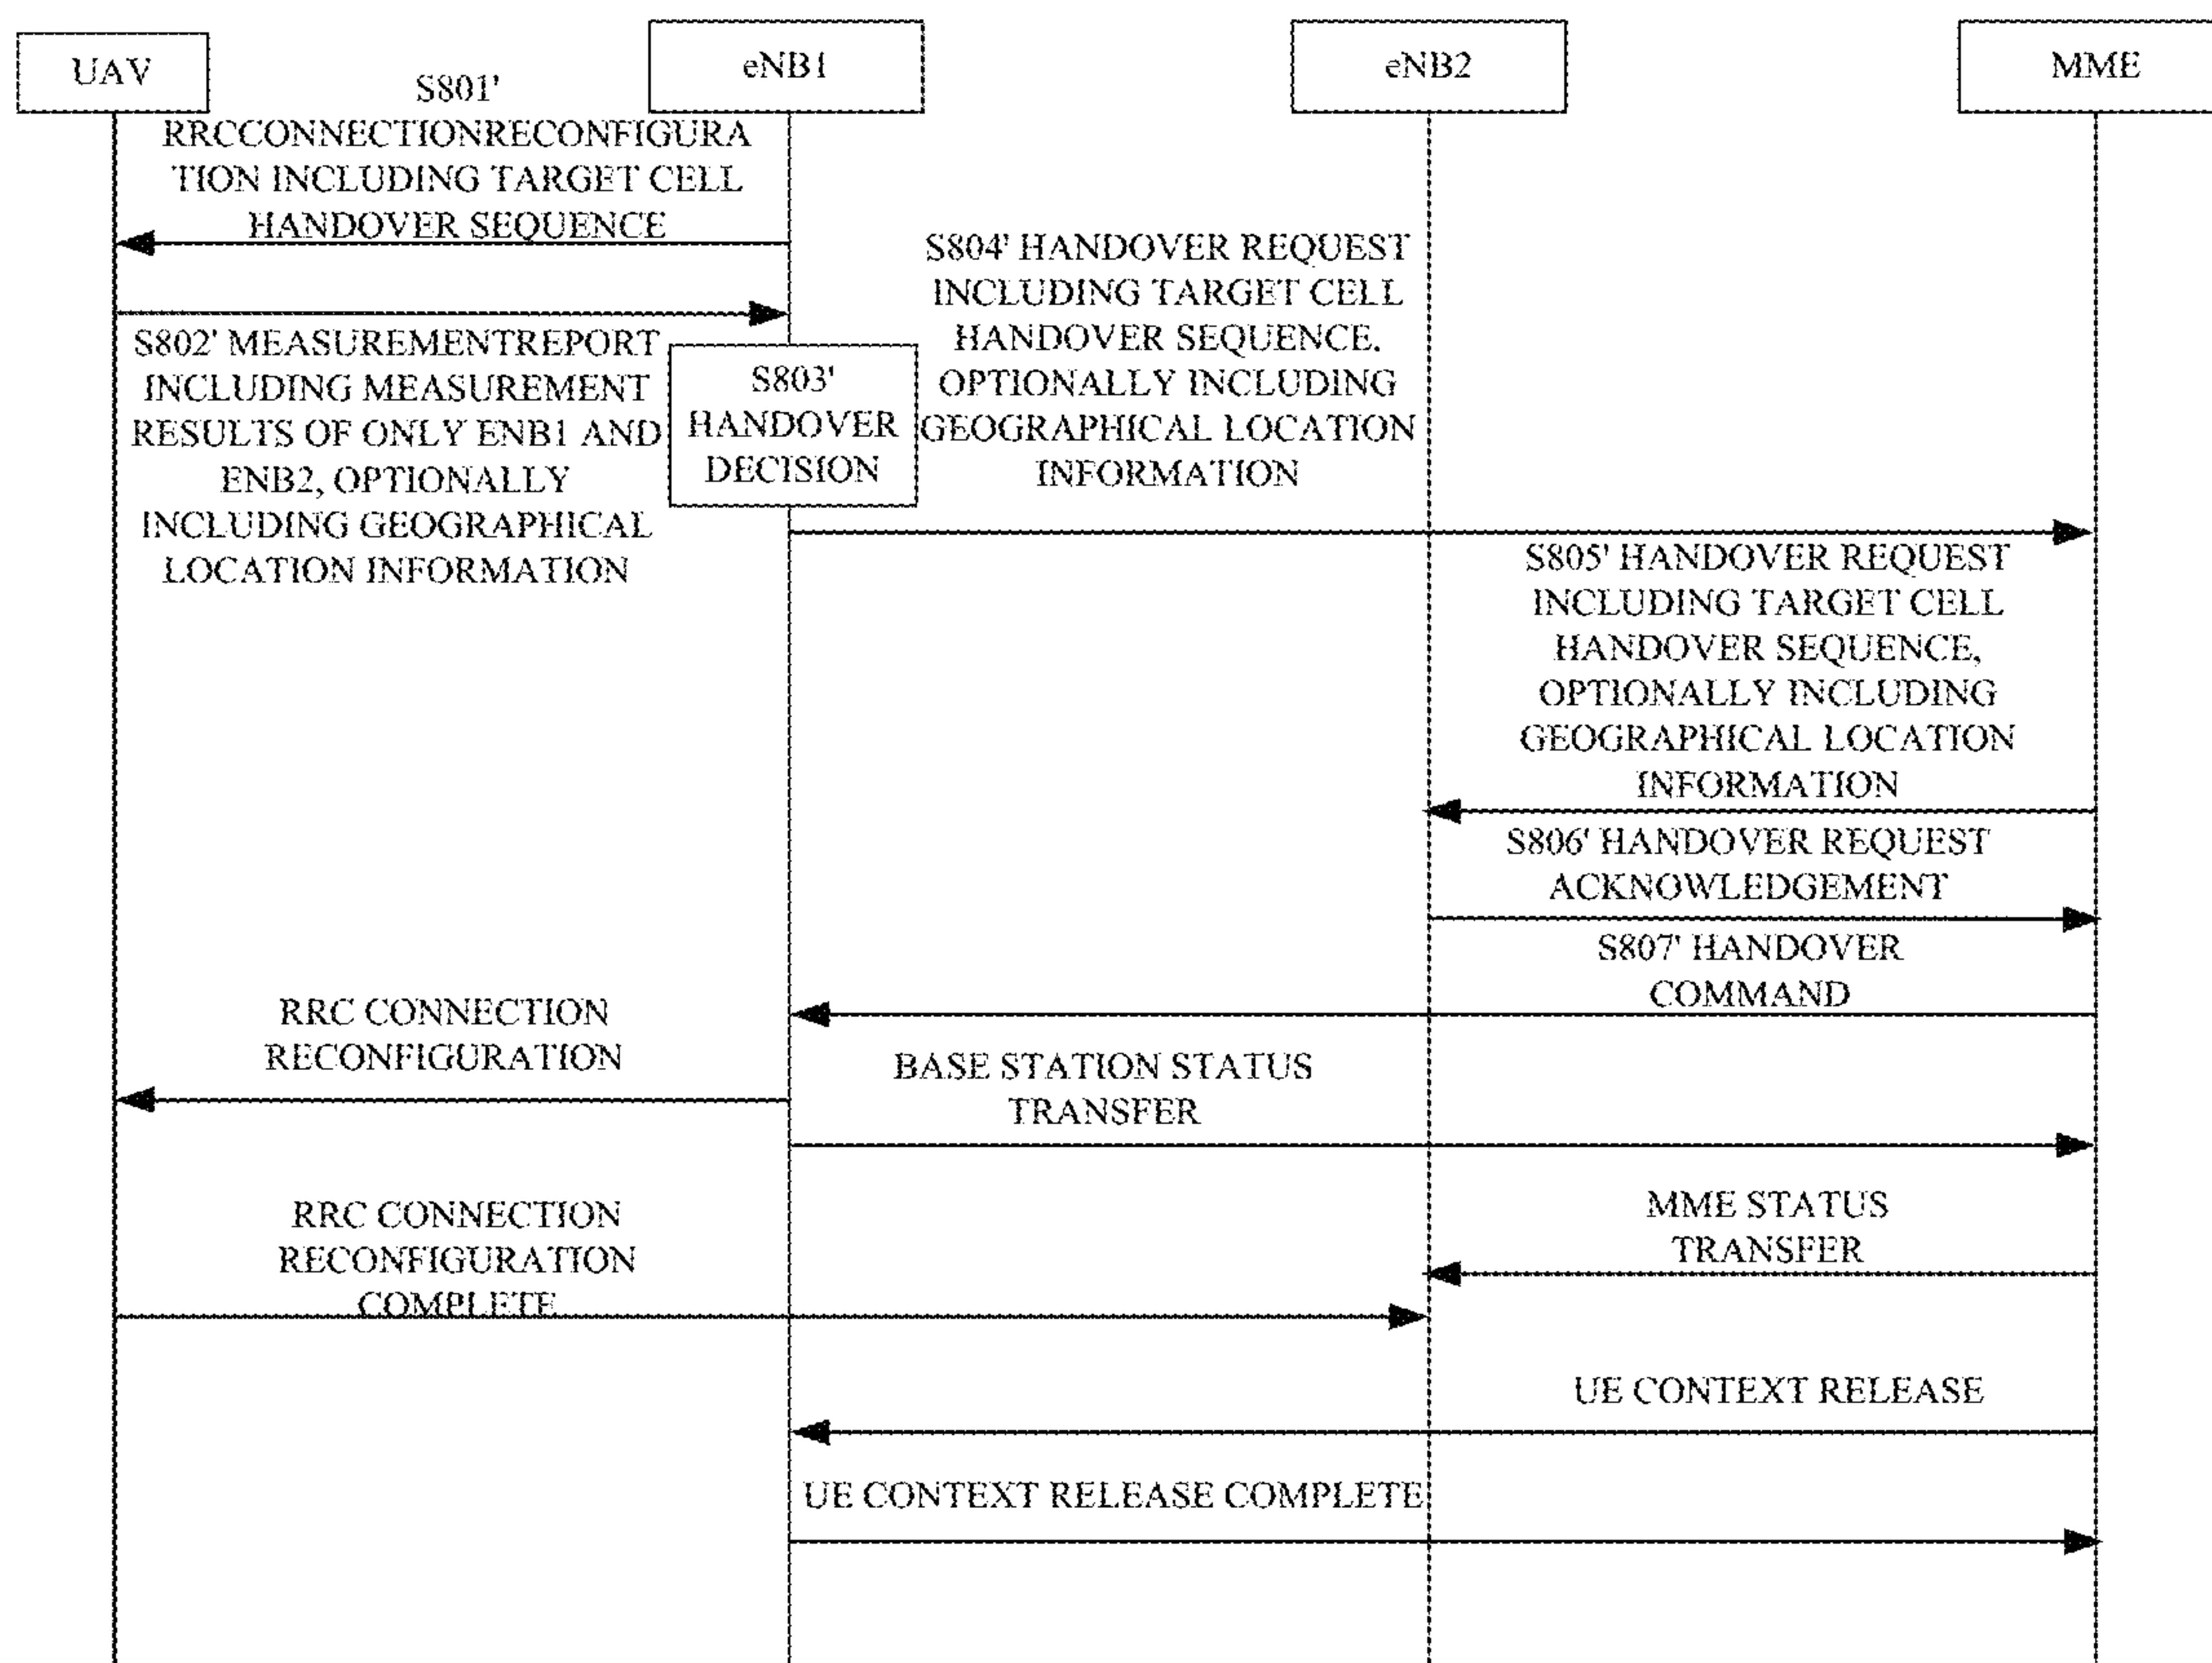 UAV
eNB1
eNB2
MME
S801'
RRCCONNECTIONRECONFIGURA
TION INCLUDING TARGET CELL
HANDOVER SEQUENCE
S802' MEASUREMENTREPORT
INCLUDING MEASUREMENT
RESULTS OF ONLY ENB1 AND
ENB2, OPTIONALLY
INCLUDING GEOGRAPHICAL
LOCATION INFORMATION
S803'
HANDOVER
DECISION
S804' HANDOVER REQUEST
INCLUDING TARGET CELL
HANDOVER SEQUENCE.
OPTIONALLY INCLUDING
GEOGRAPHICAL LOCATION
INFORMATION
S805' HANDOVER REQUEST
INCLUDING TARGET CELL
HANDOVER SEQUENCE,
OPTIONALLY INCLUDING
GEOGRAPHICAL LOCATION
INFORMATION
S806' HANDOVER REQUEST
ACKNOWLEDGEMENT
S807' HANDOVER
COMMAND
RRC CONNECTION
RECONFIGURATION
BASE STATION STATUS
TRANSFER
MME STATUS
TRANSFER
RRC CONNECTION
RECONFIGURATION
COMPLETE
UE CONTEXT RELEASE
UE CONTEXT RELEASE COMPLETE